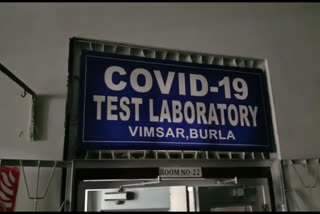 COVID-19
TEST LABORATORY
VIMSAR,BURLA
ROOM NO-22